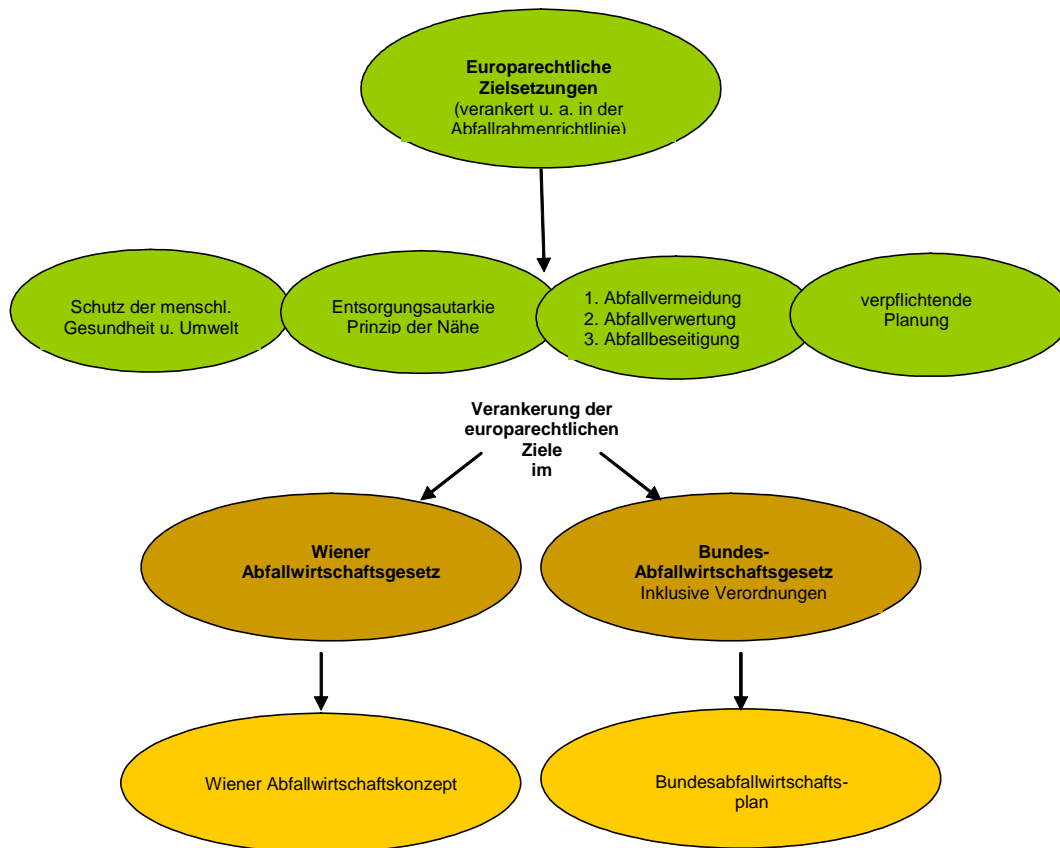 Europarechtliche
Zielsetzungen
(verankert u. a. in der
Abfallrahmenrichtlinie)
Schutz der menschl.
Gesundheit u. Umwelt
Entsorgungsautarkie
Prinzip der Nähe
1. Abfallvermeidung
2. Abfallverwertung
3. Abfallbeseitigung
verpflichtende
Planung
Verankerung der
europarechtlichen
Ziele
im
Wiener
Abfallwirtschaftsgesetz
Bundes-
Abfallwirtschaftsgesetz
Inklusive Verordnungen
Wiener Abfallwirtschaftskonzept
Bundesabfallwirtschafts-
plan